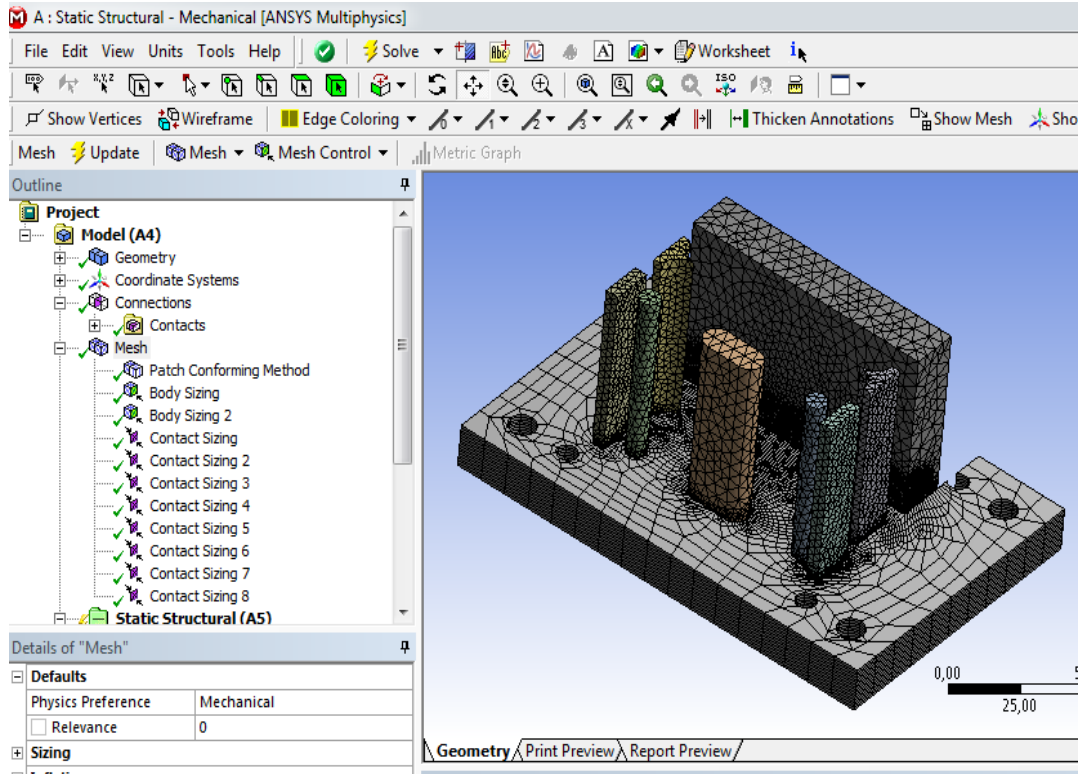 A : Static Structural - Mechanical [ANSYS Multiphysics]
File Edit View Units Tools Help Solve Worksheet
Show Vertices Wireframe Edge Coloring Thicken Annotations Show Mesh Sho
Mesh Update Mesh Mesh Control Metric Graph
Outline
Project
Model (A4)
Geometry
Coordinate Systems
Connections
Contacts
Mesh
Patch Conforming Method
Body Sizing
Body Sizing 2
Contact Sizing
Contact Sizing 2
Contact Sizing 3
Contact Sizing 4
Contact Sizing 5
Contact Sizing 6
Contact Sizing 7
Contact Sizing 8
Static Structural (A5)
Details of "Mesh"
Defaults
Physics Preference Mechanical
Relevance 0
Sizing
0,00
25,00
Geometry Print Preview Report Preview